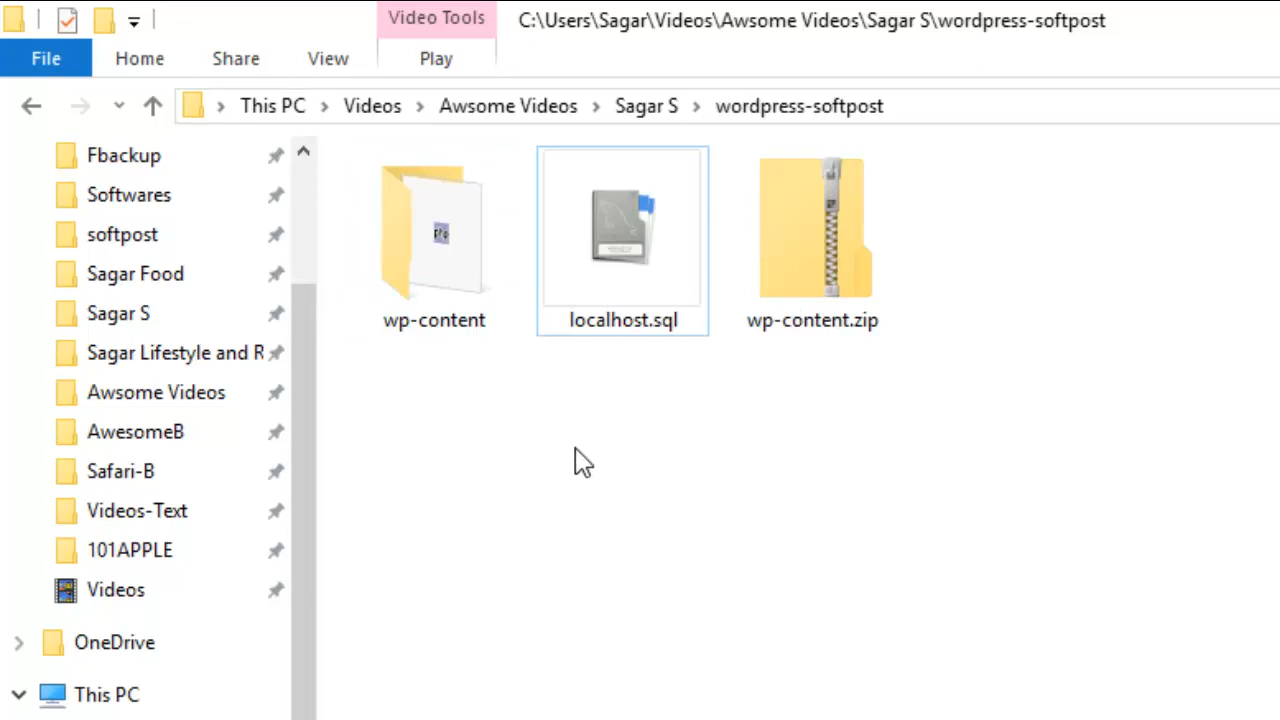 Video Tools
C:\Users\Sagar\Videos\Awsome Videos\Sagar S\wordpress-softpost
File Home Share View Play
This PC Videos Awsome Videos Sagar S wordpress-softpost
Fbackup
Softwares
softpost
Sagar Food
Sagar S
Sagar Lifestyle and R
Awsome Videos
AwesomeB
Safari-B
Videos-Text
101APPLE
Videos
OneDrive
This PC
php
wp-content
localhost.sql
wp-content.zip